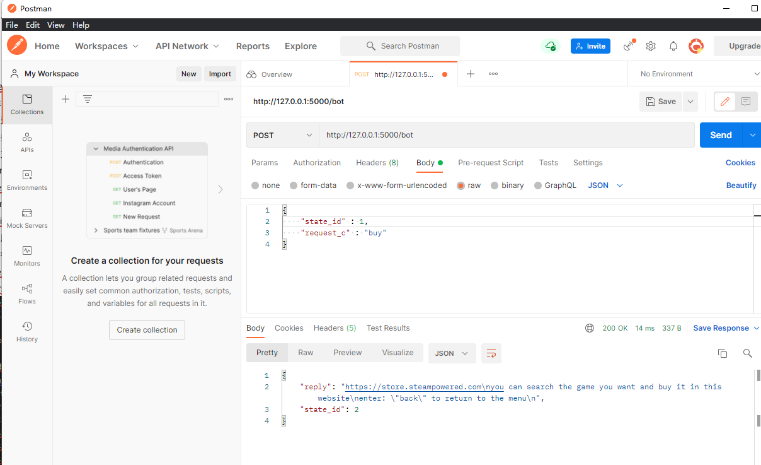 Postman
File Edit View Help
Home Workspaces API Network Reports Explore Search Postman Invite Upgrade
My Workspace New Import Overview POST http://127.0.0.1:5... No Environment
Collections
APIs
Environments
Mock Servers
Monitors
Flows
History
Media Authentication API
POST Authentication
POST Access Token
GET User's Page
GET Instagram Account
GET New Request
Sports team fixtures Sports Arena
Create a collection for your requests
A collection lets you group related requests and
easily set common authorization, tests, scripts,
and variables for all requests in it.
Create collection
http://127.0.0.1:5000/bot Save
POST http://127.0.0.1:5000/bot Send
Params Authorization Headers (8) Body Pre-request Script Tests Settings Cookies
none form-data x-www-form-urlencoded raw binary GraphQL JSON Beautify
1 {
2 "state_id" : 1,
3 "request_c" : "buy"
4 }
Body Cookies Headers (5) Test Results 200 OK 14 ms 337 B Save Response
Pretty Raw Preview Visualize JSON
1 {
2 "reply": "https://store.steampowered.com\nyou can search the game you want and buy it in this
website\nenter: \"back\" to return to the menu\n",
3 "state_id": 2
4 }